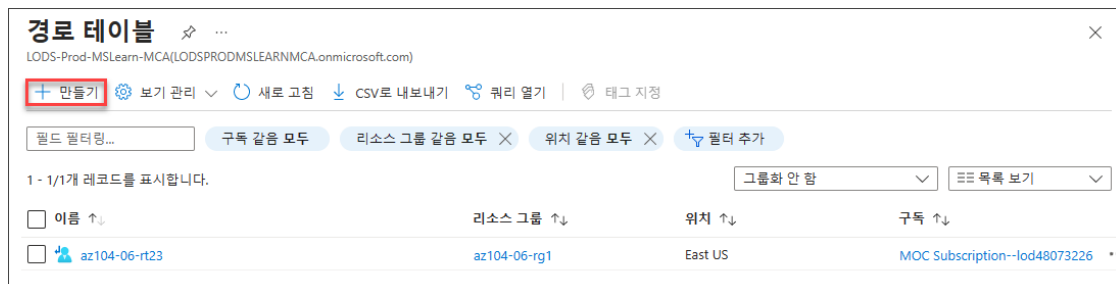 경로 테이블
LODS-Prod-MSLearn-MCA(LODSPRODMSLEARNMCA.onmicrosoft.com)
만들기 보기 관리 새로 고침 CSV로 내보내기 쿼리 열기 태그 지정
필드 필터링... 구독 같음 모두 리소스 그룹 같음 모두 위치 같음 모두 필터 추가
1 - 1/1개 레코드를 표시합니다. 그룹화 안 함 목록 보기
이름 리소스 그룹 위치 구독
az104-06-rt23 az104-06-rg1 East US MOC Subscription--lod48073226